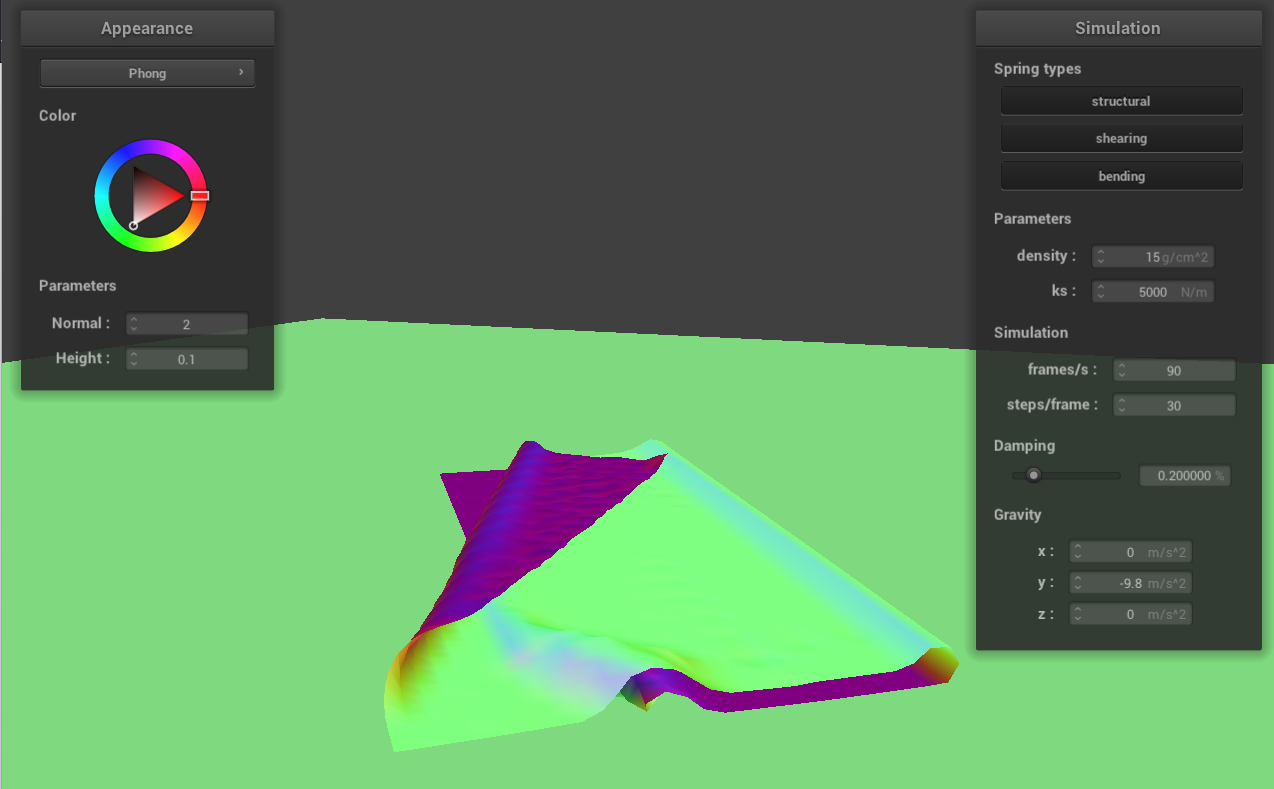 Appearance
Phong
Color
Parameters
Normal : 2
Height : 0.1
Simulation
Spring types
structural
shearing
bending
Parameters
density : 15 g/cm^2
ks : 5000 N/m
Simulation
frames/s : 90
steps/frame : 30
Damping
0.200000 %
Gravity
x : 0 m/s^2
y : -9.8 m/s^2
z : 0 m/s^2